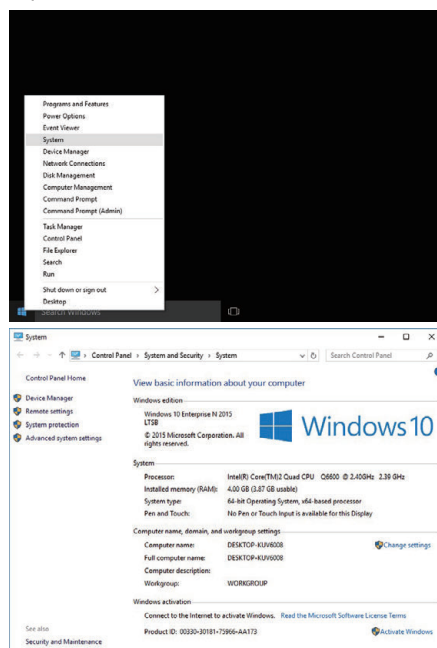 Programs and Features
Power Options
Event Viewer
System
Device Manager
Network Connections
Disk Management
Computer Management
Command Prompt
Command Prompt (Admin)
Task Manager
Control Panel
File Explorer
Search
Run
Shut down or sign out >
Desktop
Search Windows
System
Control Panel > System and Security > System
Search Control Panel
Control Panel Home
Device Manager
Remote settings
System protection
Advanced system settings
View basic information about your computer
Windows edition
Windows 10 Enterprise N 2015
LTSB
© 2015 Microsoft Corporation. All
rights reserved.
Windows 10
System
Processor: Intel(R) Core(TM)2 Quad CPU Q6600 @ 2.40GHz 2.39 GHz
Installed memory (RAM): 4.00 GB (3.87 GB usable)
System type: 64-bit Operating System, x64-based processor
Pen and Touch: No Pen or Touch Input is available for this Display
Computer name, domain, and workgroup settings
Computer name: DESKTOP-KUV6008
Change settings
Full computer name: DESKTOP-KUV6008
Computer description:
Workgroup: WORKGROUP
Windows activation
Connect to the Internet to activate Windows. Read the Microsoft Software License Terms
Product ID: 00330-30181-75966-AA173
Activate Windows
See also
Security and Maintenance